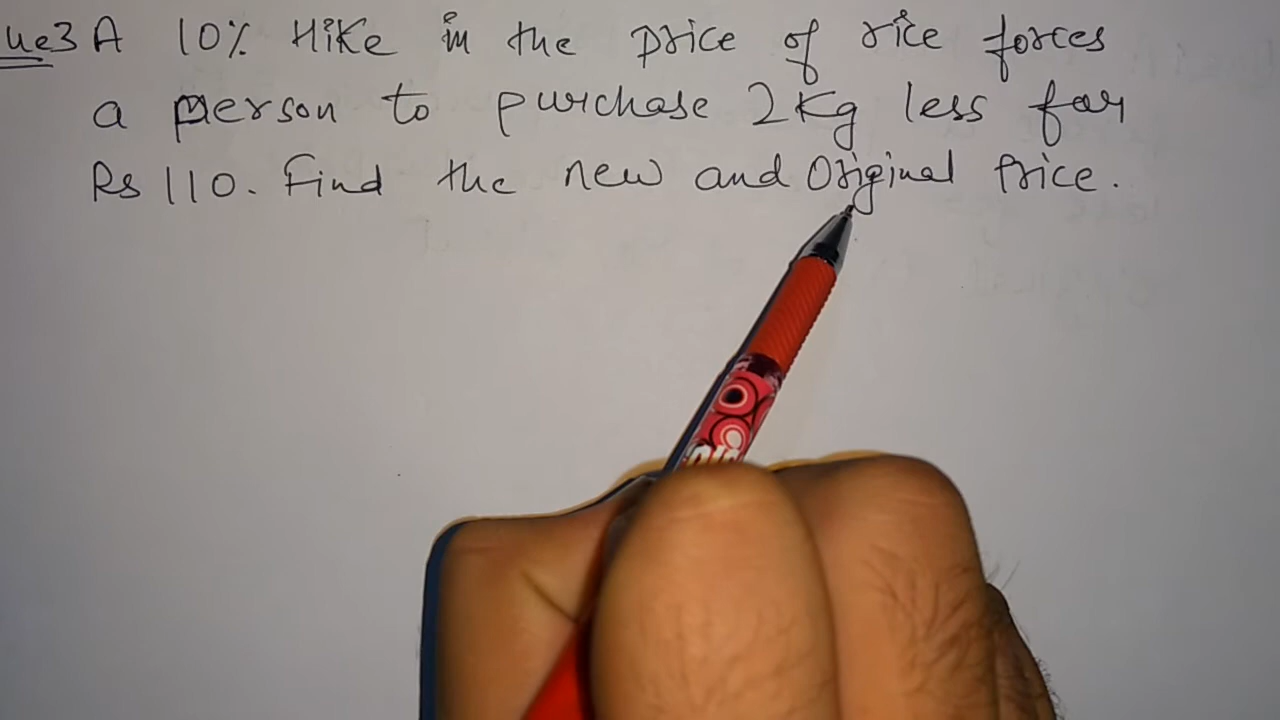 ue3 A 10% Hike in the price of rice forces
a person to purchase 2Kg less for
Rs 110. Find the new and Original Price.